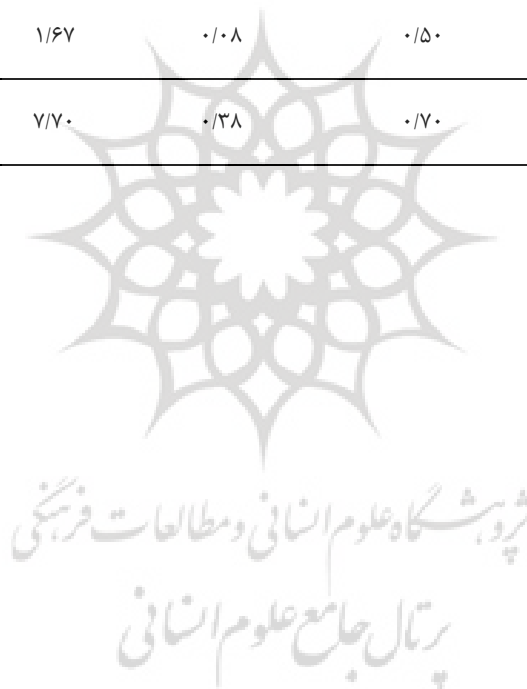 ۰/۵۰ ۰/۰۸ ۱/۶۷
۰/۷۰ ۰/۳۸ ۷/۷۰
ژوهشگاه علوم انسانی و مطالعات فرهنگی
پرتال جامع علوم انسانی